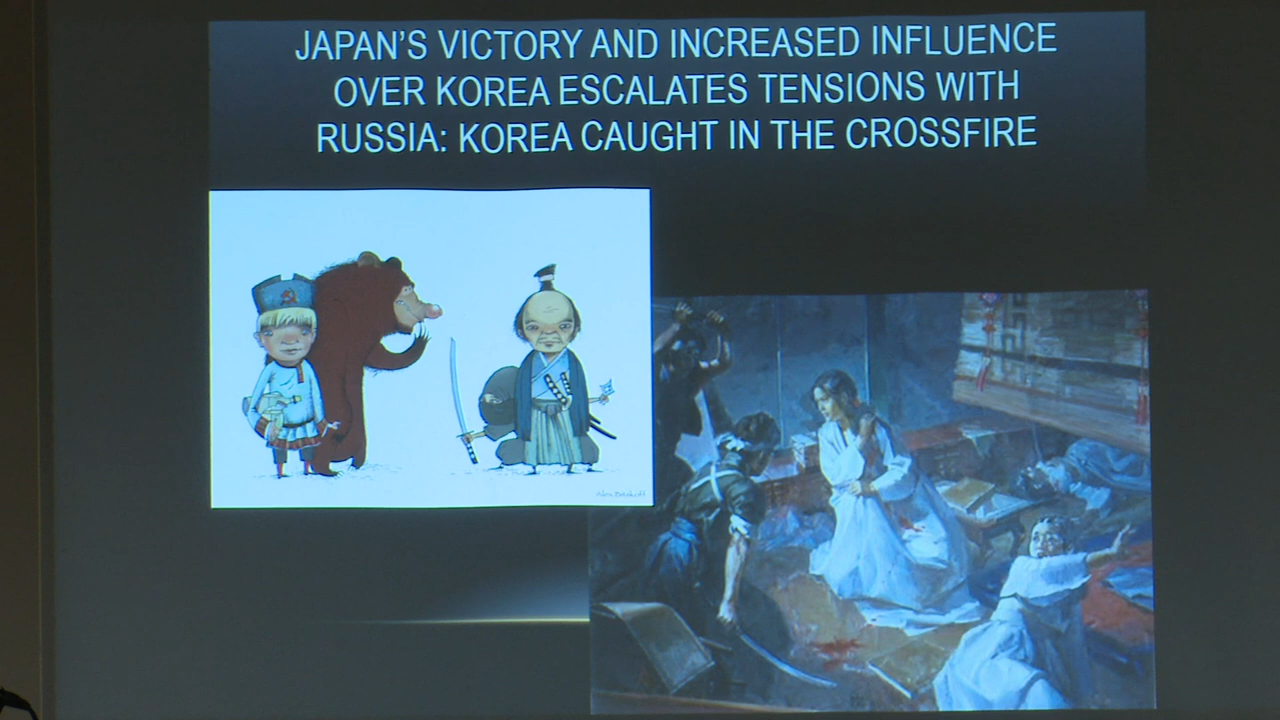 JAPAN'S VICTORY AND INCREASED INFLUENCE
OVER KOREA ESCALATES TENSIONS WITH
RUSSIA: KOREA CAUGHT IN THE CROSSFIRE